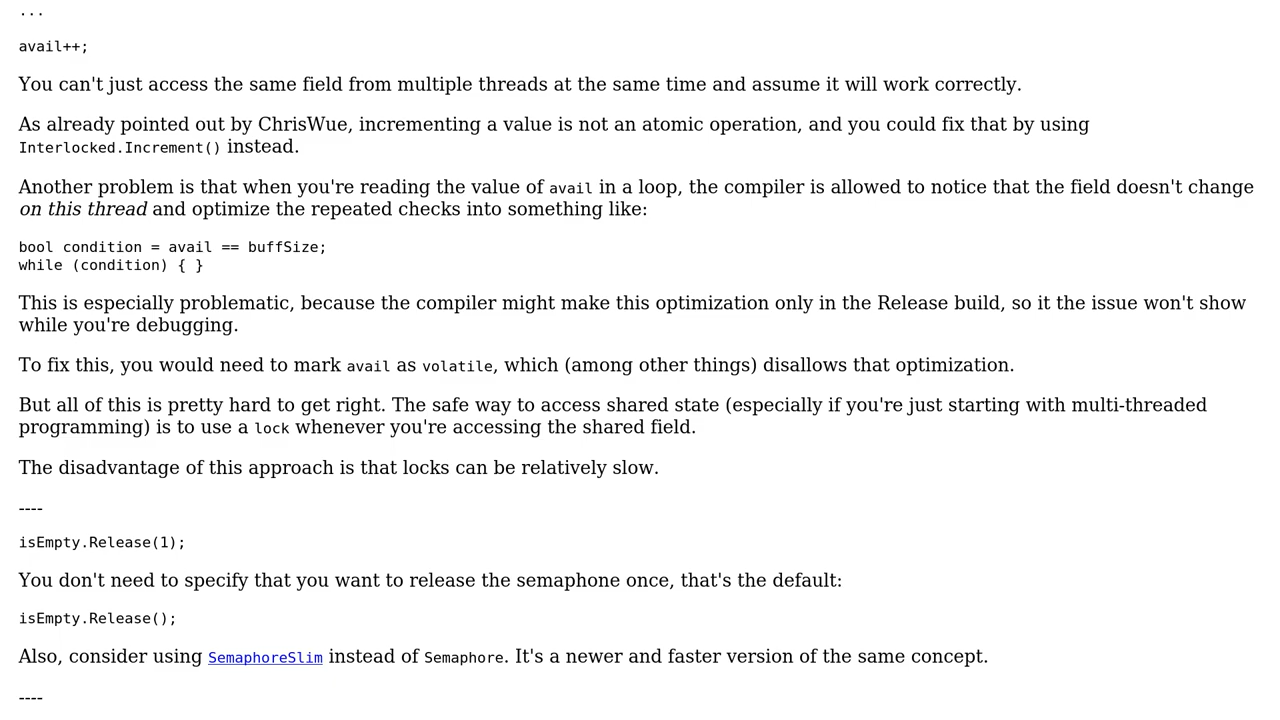 ...
avail++;
You can't just access the same field from multiple threads at the same time and assume it will work correctly.
As already pointed out by ChrisWue, incrementing a value is not an atomic operation, and you could fix that by using
Interlocked.Increment() instead.
Another problem is that when you're reading the value of avail in a loop, the compiler is allowed to notice that the field doesn't change
on this thread and optimize the repeated checks into something like:
bool condition = avail == buffSize;
while (condition) { }
This is especially problematic, because the compiler might make this optimization only in the Release build, so it the issue won't show
while you're debugging.
To fix this, you would need to mark avail as volatile, which (among other things) disallows that optimization.
But all of this is pretty hard to get right. The safe way to access shared state (especially if you're just starting with multi-threaded
programming) is to use a lock whenever you're accessing the shared field.
The disadvantage of this approach is that locks can be relatively slow.
----
isEmpty.Release(1);
You don't need to specify that you want to release the semaphone once, that's the default:
isEmpty.Release();
Also, consider using SemaphoreSlim instead of Semaphore. It's a newer and faster version of the same concept.
----